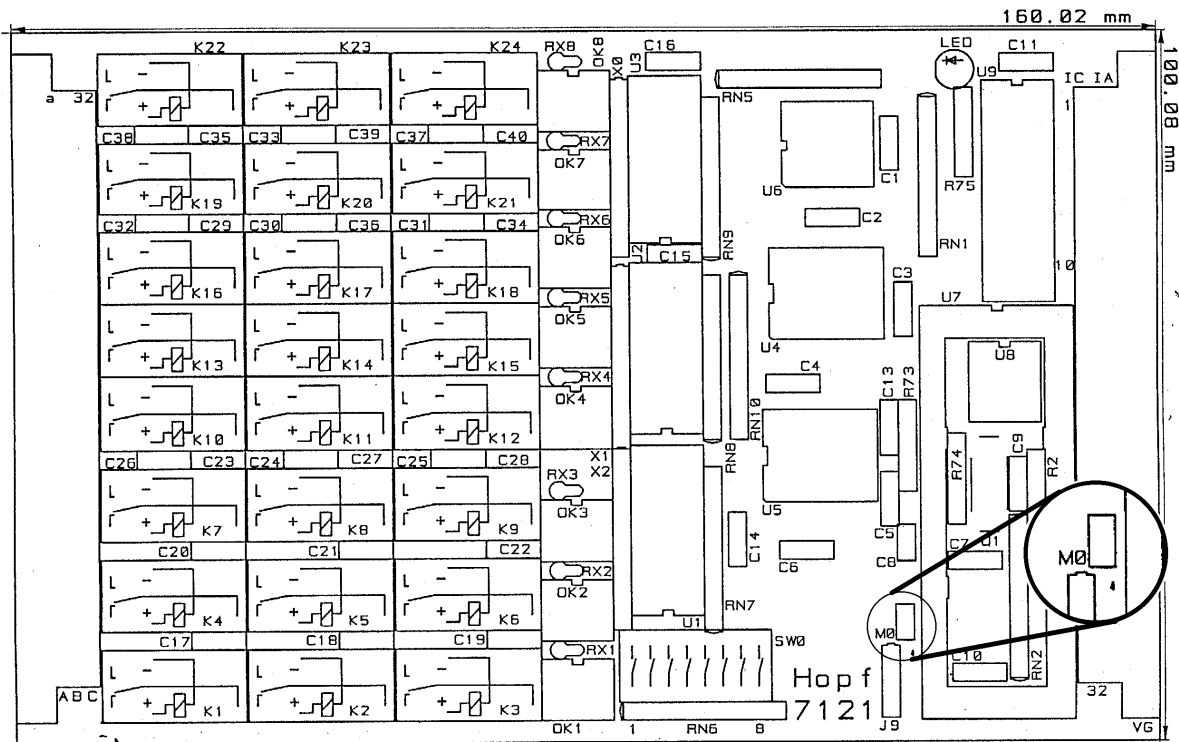 160.02 mm
K22 K23 K24 RX8 OK8 X0 U3 C16 LED C11
100.08 mm
a 32 RN5 U9 IC IA 1
L - + L - + L - +
C38 C35 C33 C39 C37 C40 RX7
OK7 C1 R75
L - + K19 L - + K20 L - + K21 U6
C32 C29 C30 C36 C31 C34 RX6 C2
OK6 U2 C15 RN9 RN1
L - + K16 L - + K17 L - + K18 C3 10
RX5 U7
OK5
L - + K13 L - + K14 L - + K15 U4 U8
RX4 C4 C13 R73
OK4
L - + K10 L - + K11 L - + K12 RN10
C26 C23 C24 C27 C25 C28 X1 RN8 R74 C9 R2
RX3 X2
OK3 U5
L - + K7 L - + K8 L - + K9 C14 C5 C7 Q1
C20 C21 C22 C6 C8 M0
RX2
OK2
L - + K4 L - + K5 L - + K6 RN7
C17 C18 C19 U1 M0
RX1 SW0 C10 RN2
ABC L - + K1 L - + K2 L - + K3 Hopf 32
7121
OK1 1 RN6 8 J9 VG